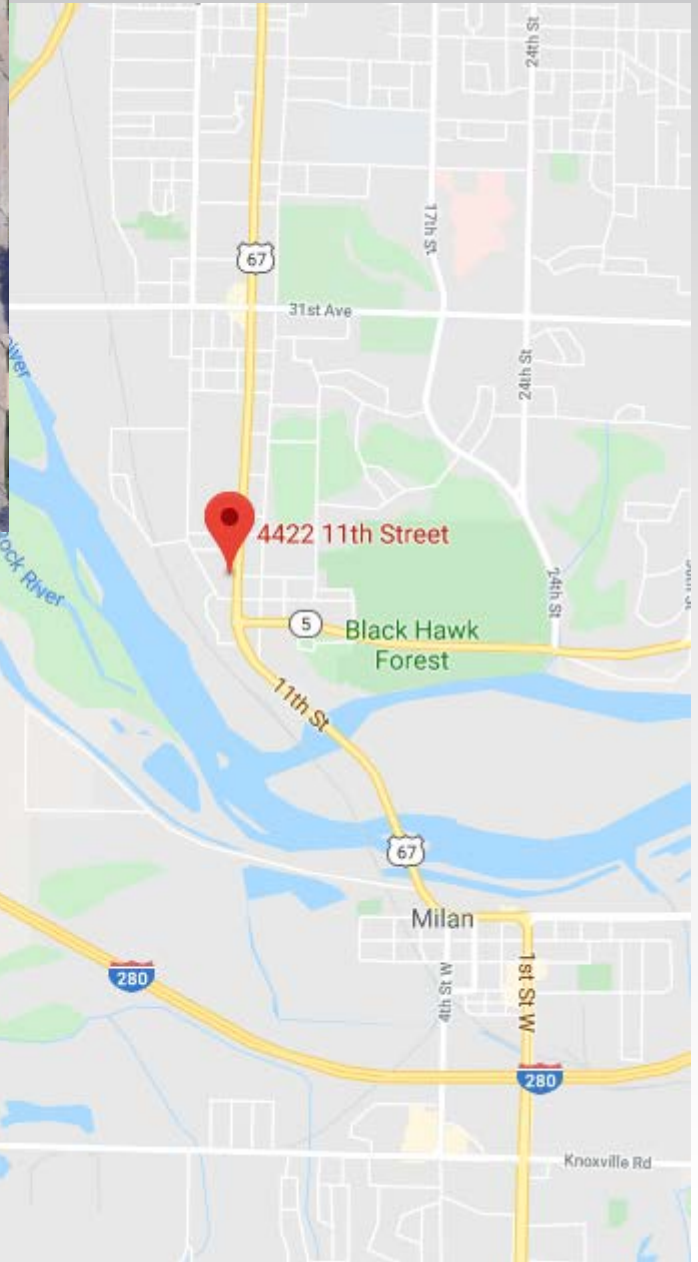 24th St
17th St
67
31st Ave
24th St
4422 11th Street
Rock River
24th St
5
Black Hawk
Forest
11th St
67
Milan
280
4th St W
1st St W
280
Knoxville Rd